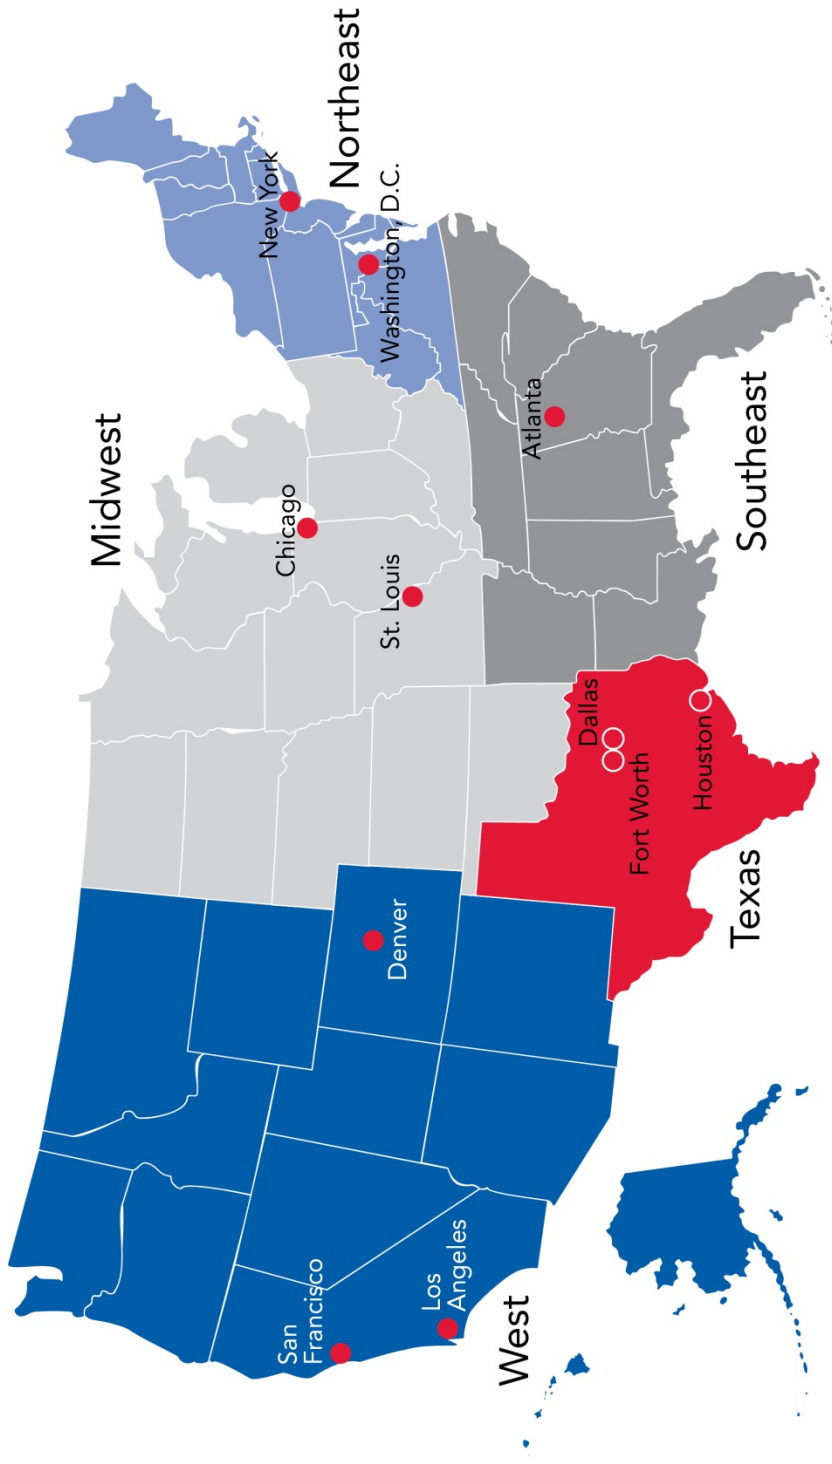 Midwest
Northeast
New York
Washington, D.C.
Chicago
St. Louis
Denver
San
Francisco
Los
Angeles
West
Atlanta
Southeast
Dallas
Fort Worth
Houston
Texas